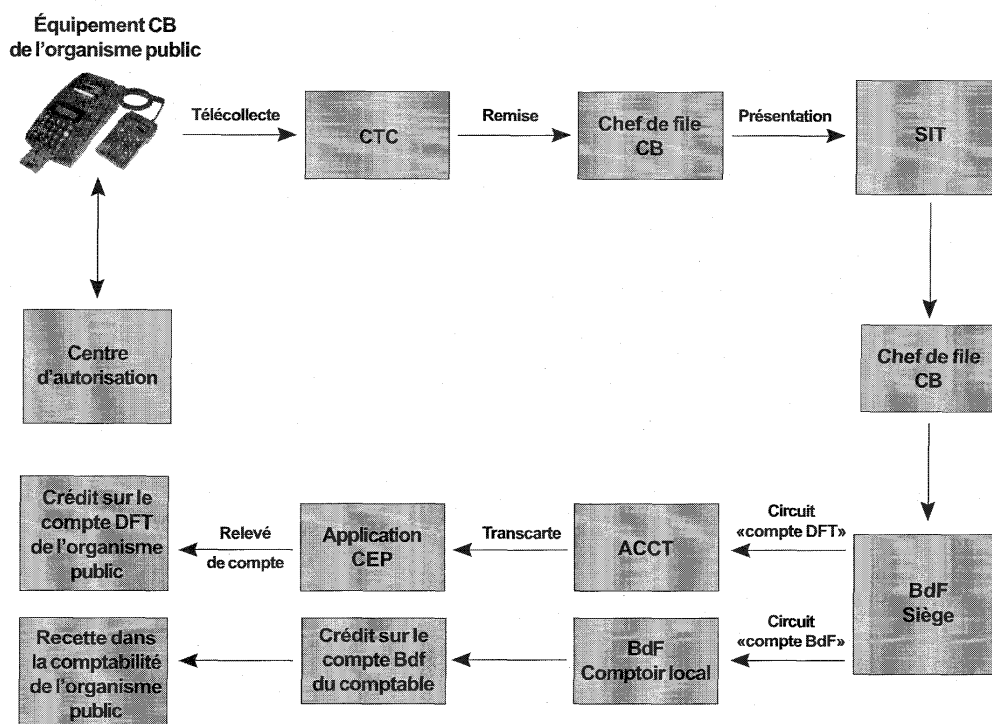 Équipement CB
de l'organisme public
Télécollecte
CTC
Remise
Chef de file
CB
Présentation
SIT
Centre
d'autorisation
Chef de file
CB
Crédit sur le
compte DFT
de l'organisme
public
Relevé
de compte
Application
CEP
Transcarte
ACCT
Circuit
«compte DFT»
BdF
Siège
Recette dans
la comptabilité
de l'organisme
public
Crédit sur le
compte Bdf
du comptable
BdF
Comptoir local
Circuit
«compte BdF»